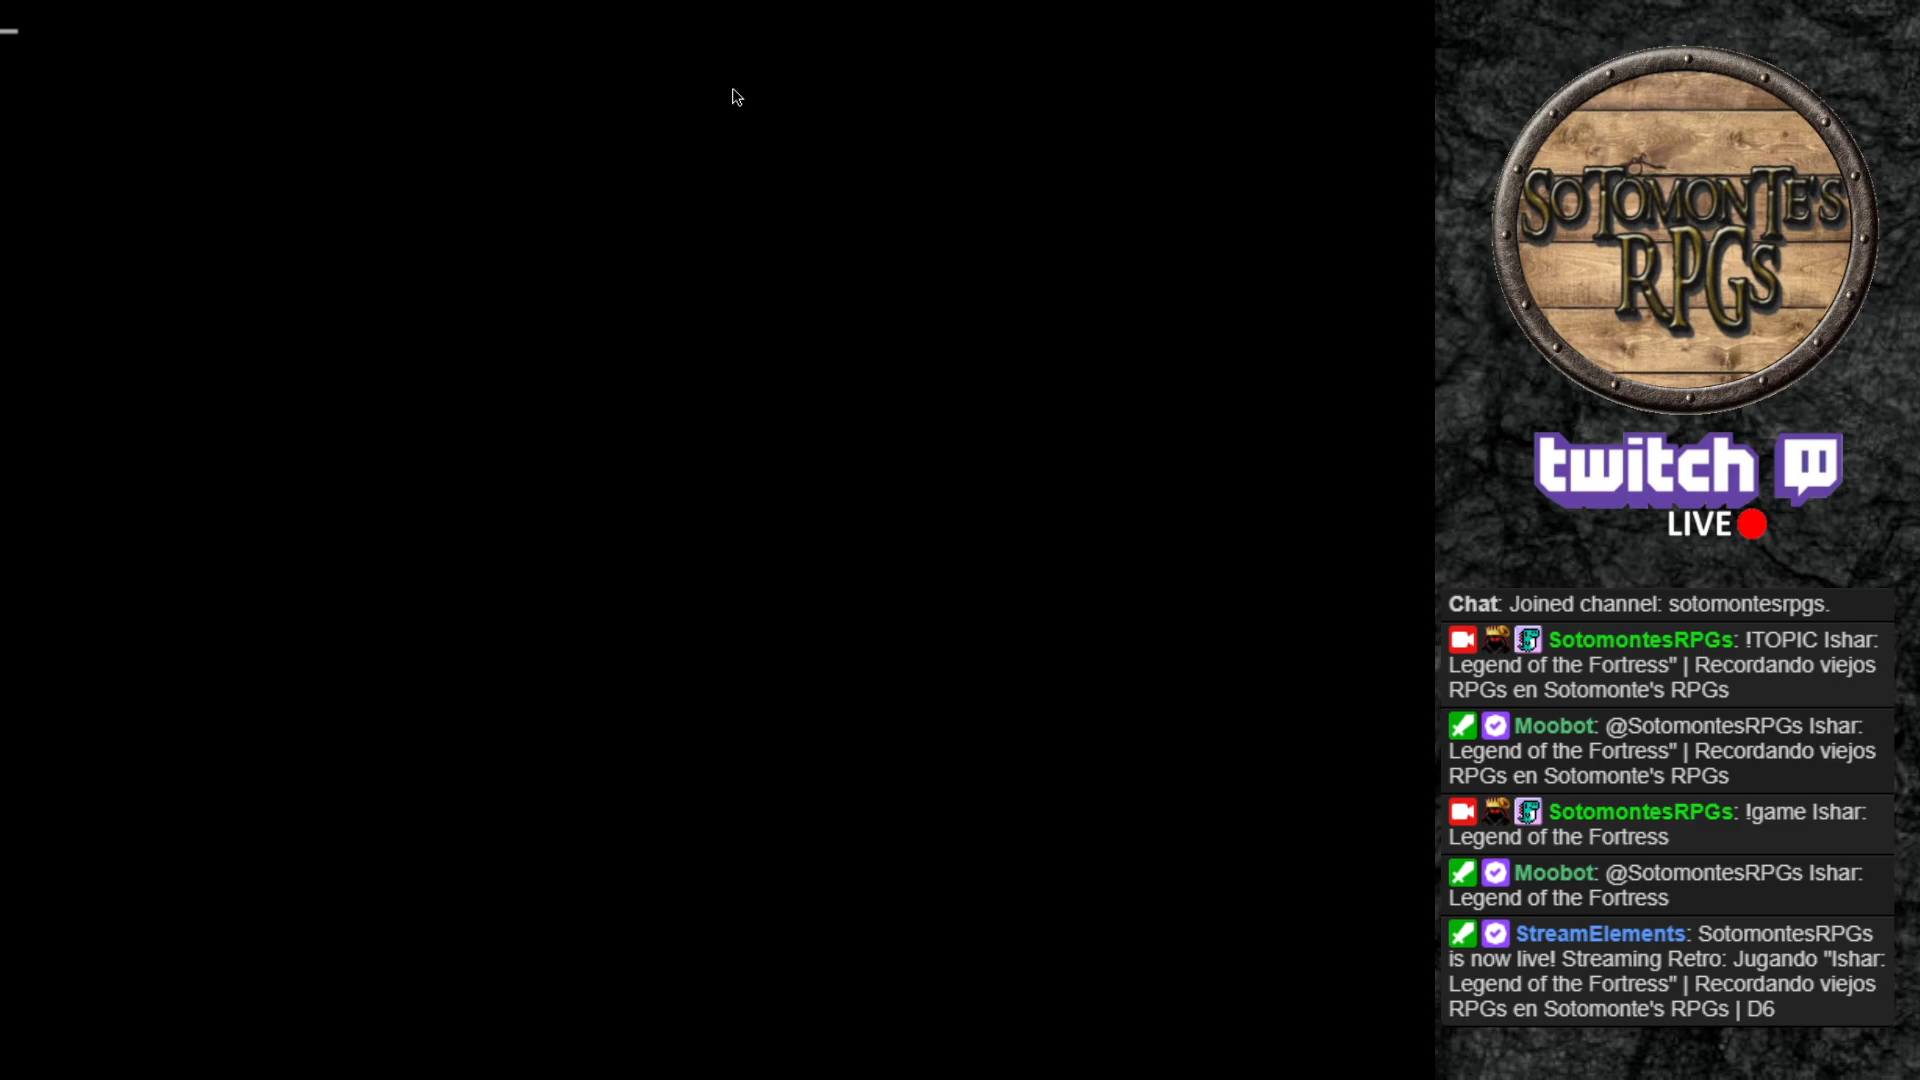 SOTOMONTE'S
RPGS
twitch
LIVE
Chat: Joined channel: sotomontesrpgs.
SotomontesRPGs: !TOPIC Ishar:
Legend of the Fortress" | Recordando viejos
RPGs en Sotomonte's RPGs
Moobot: @SotomontesRPGs Ishar:
Legend of the Fortress" | Recordando viejos
RPGs en Sotomonte's RPGs
SotomontesRPGs: !game Ishar:
Legend of the Fortress
Moobot: @SotomontesRPGs Ishar:
Legend of the Fortress
StreamElements: SotomontesRPGs
is now live! Streaming Retro: Jugando "Ishar:
Legend of the Fortress" | Recordando viejos
RPGs en Sotomonte's RPGs | D6